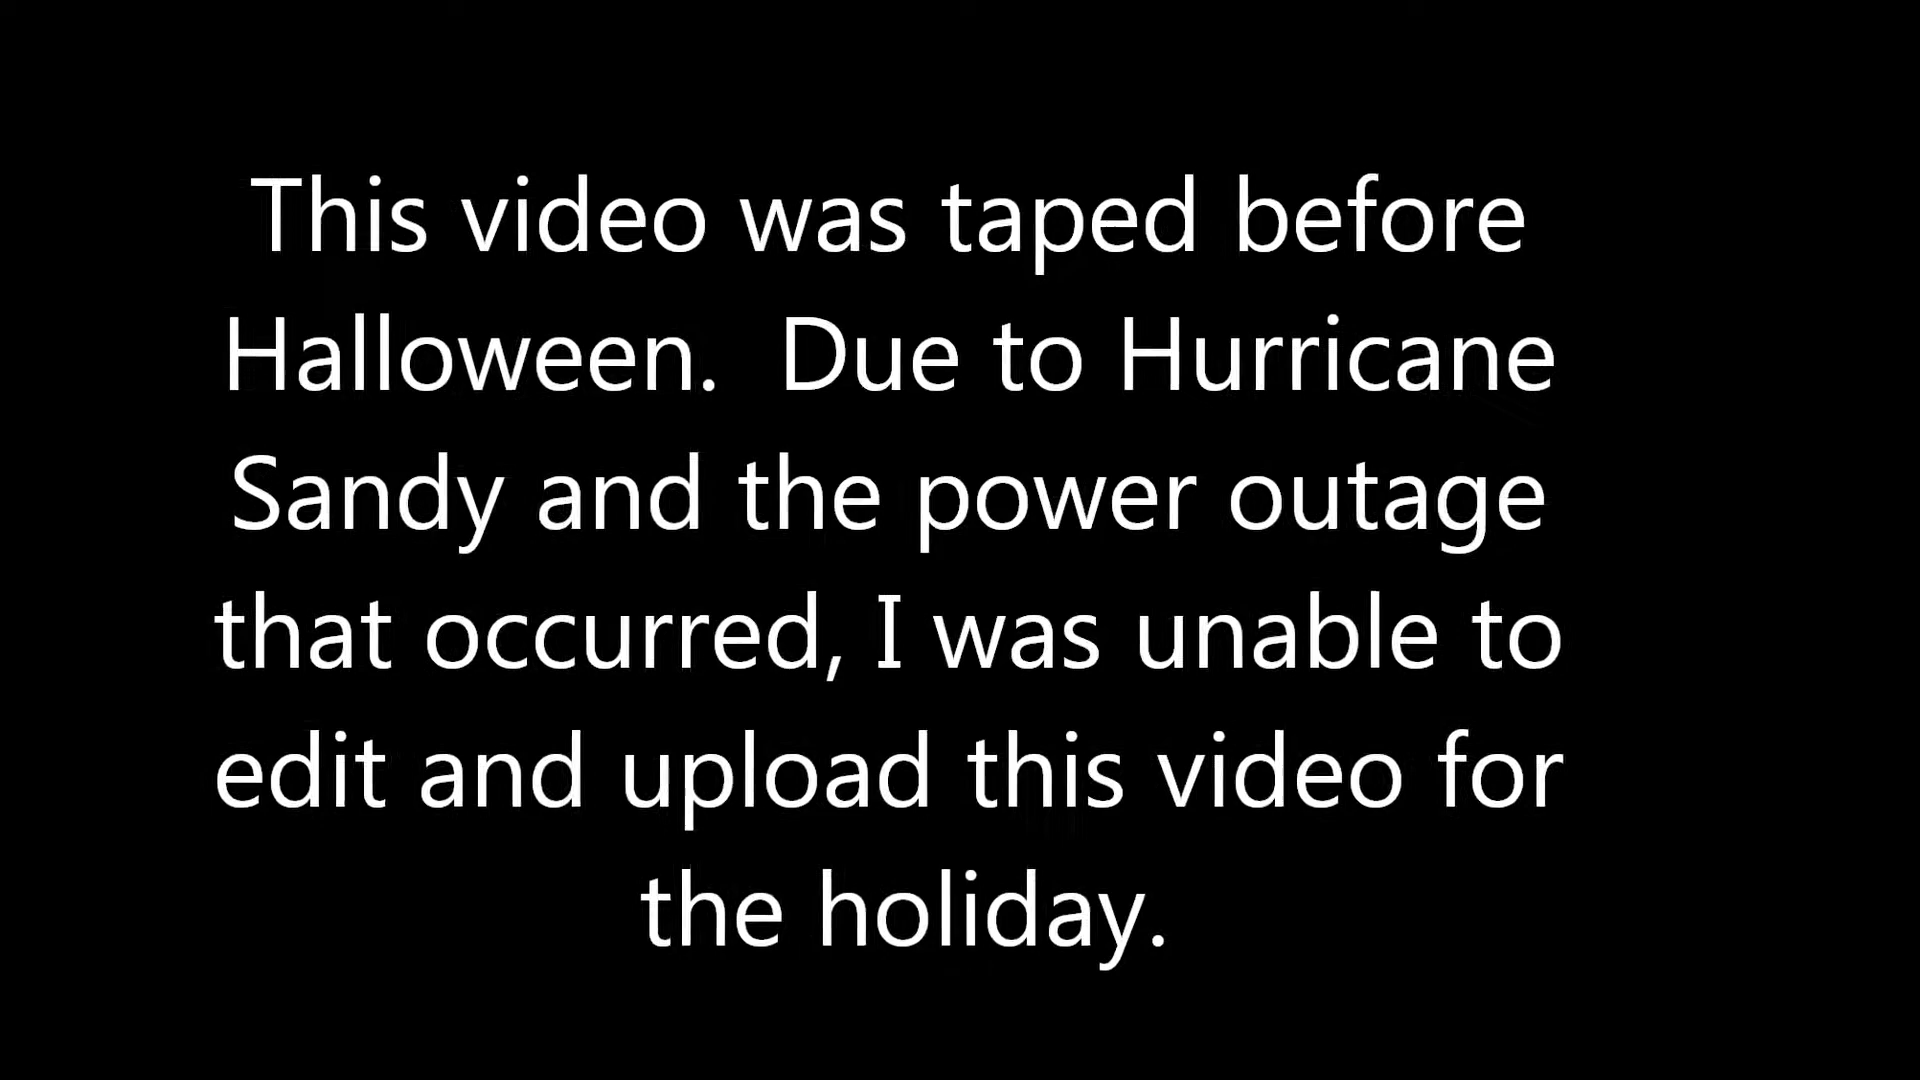 This video was taped before
Halloween.  Due to Hurricane
Sandy and the power outage
that occurred, I was unable to
edit and upload this video for
the holiday.